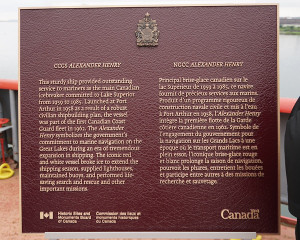 CCGS ALEXANDER HENRY
This sturdy ship provided outstanding
service to mariners as the main Canadian
icebreaker committed to Lake Superior
from 1959 to 1985. Launched at Port
Arthur in 1958 as a result of a robust
civilian shipbuilding plan, the vessel
was part of the first Canadian Coast
Guard fleet in 1962. The Alexander
Henry symbolizes the government's
commitment to marine navigation on the
Great Lakes during an era of tremendous
expansion in shipping. The iconic red
and white vessel broke ice to extend the
shipping season, supplied lighthouses,
maintained buoys, and performed life-
saving search and rescue and other
important missions.
NGCC ALEXANDER HENRY
Principal brise-glace canadien sur le
lac Supérieur de 1959 à 1985, ce navire
fournit de précieux services aux marins.
Produit d'un programme rigoureux de
construction navale civile et mis à l'eau
à Port Arthur en 1958, l'Alexander Henry
intègre la première flotte de la Garde
côtière canadienne en 1962. Symbole de
l'engagement du gouvernement pour
la navigation sur les Grands Lacs à une
époque où le transport maritime est en
plein essor, l'iconique brise-glace rouge
et blanc prolonge la saison de navigation,
ravitaille les phares, entretient les bouées
et participe entre autres à des missions de
recherche et sauvetage.
Historic Sites and
Monuments Board
of Canada
Commission des lieux et
monuments historiques
du Canada
Canada